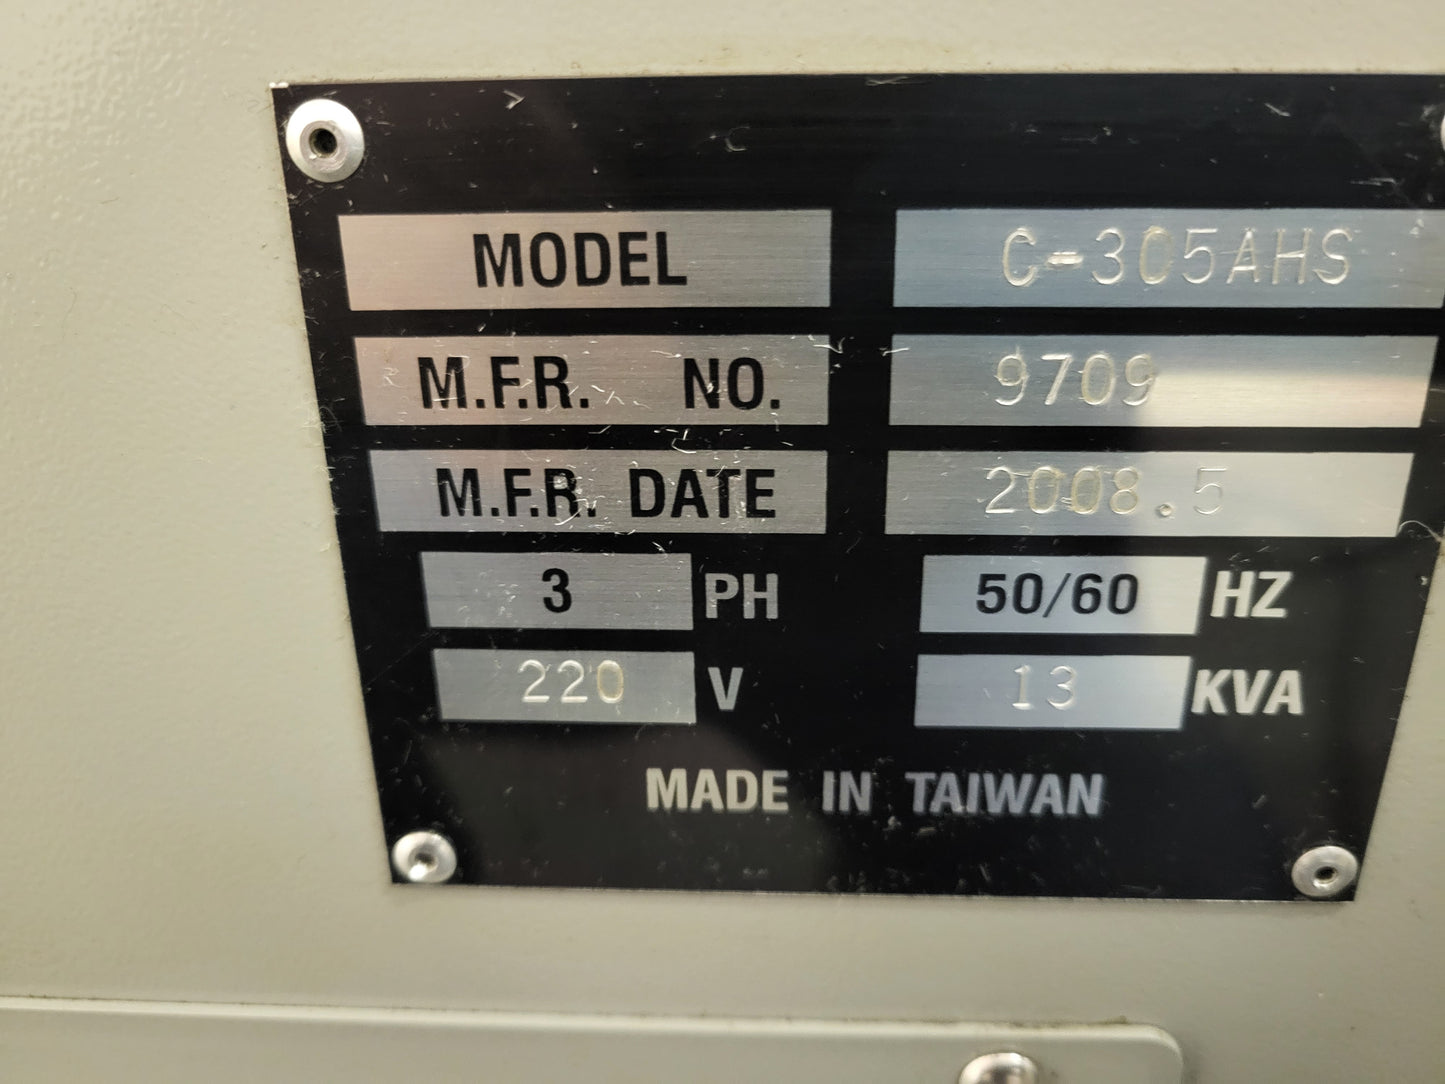 MODEL C-305AHS
M.F.R. NO. 9709
M.F.R. DATE 2008.5
3 PH 50/60 HZ
220 V 13 KVA
MADE IN TAIWAN